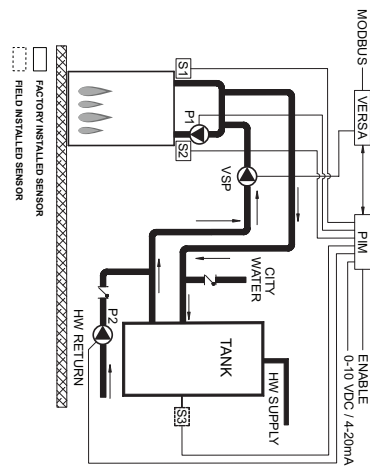 MODBUS
VERSA
PIM
ENABLE
0-10 VDC / 4-20mA
S1
P1
S2
VSP
CITY
WATER
TANK
HW SUPPLY
S3
P2
HW RETURN
FACTORY INSTALLED SENSOR
FIELD INSTALLED SENSOR